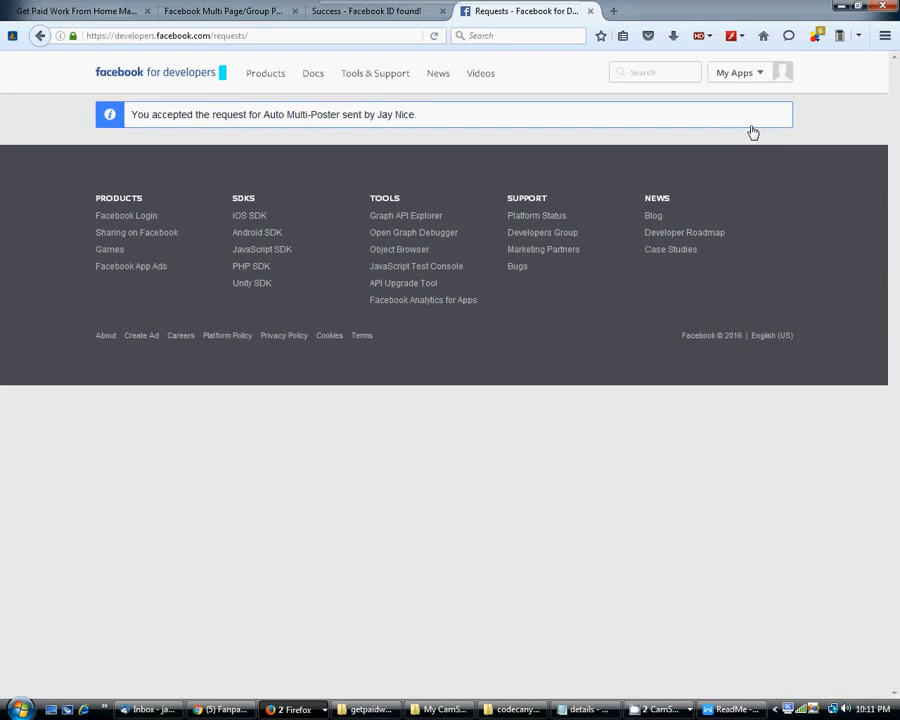 Get Paid Work From Home Ma...
Facebook Multi Page/Group P...
Success - Facebook ID found!
Requests - Facebook for D...
https://developers.facebook.com/requests/
Search
HD
6
facebook for developers
Products
Docs
Tools & Support
News
Videos
Search
My Apps
You accepted the request for Auto Multi-Poster sent by Jay Nice.
PRODUCTS
Facebook Login
Sharing on Facebook
Games
Facebook App Ads
SDKS
iOS SDK
Android SDK
JavaScript SDK
PHP SDK
Unity SDK
TOOLS
Graph API Explorer
Open Graph Debugger
Object Browser
JavaScript Test Console
API Upgrade Tool
Facebook Analytics for Apps
SUPPORT
Platform Status
Developers Group
Marketing Partners
Bugs
NEWS
Blog
Developer Roadmap
Case Studies
About Create Ad Careers Platform Policy Privacy Policy Cookies Terms
Facebook © 2016 | English (US)
Inbox - ja...
(5) Fanpa...
2 Firefox
getpaidw...
My CamS...
codecany...
details - ...
2 CamS...
ReadMe -...
10:11 PM